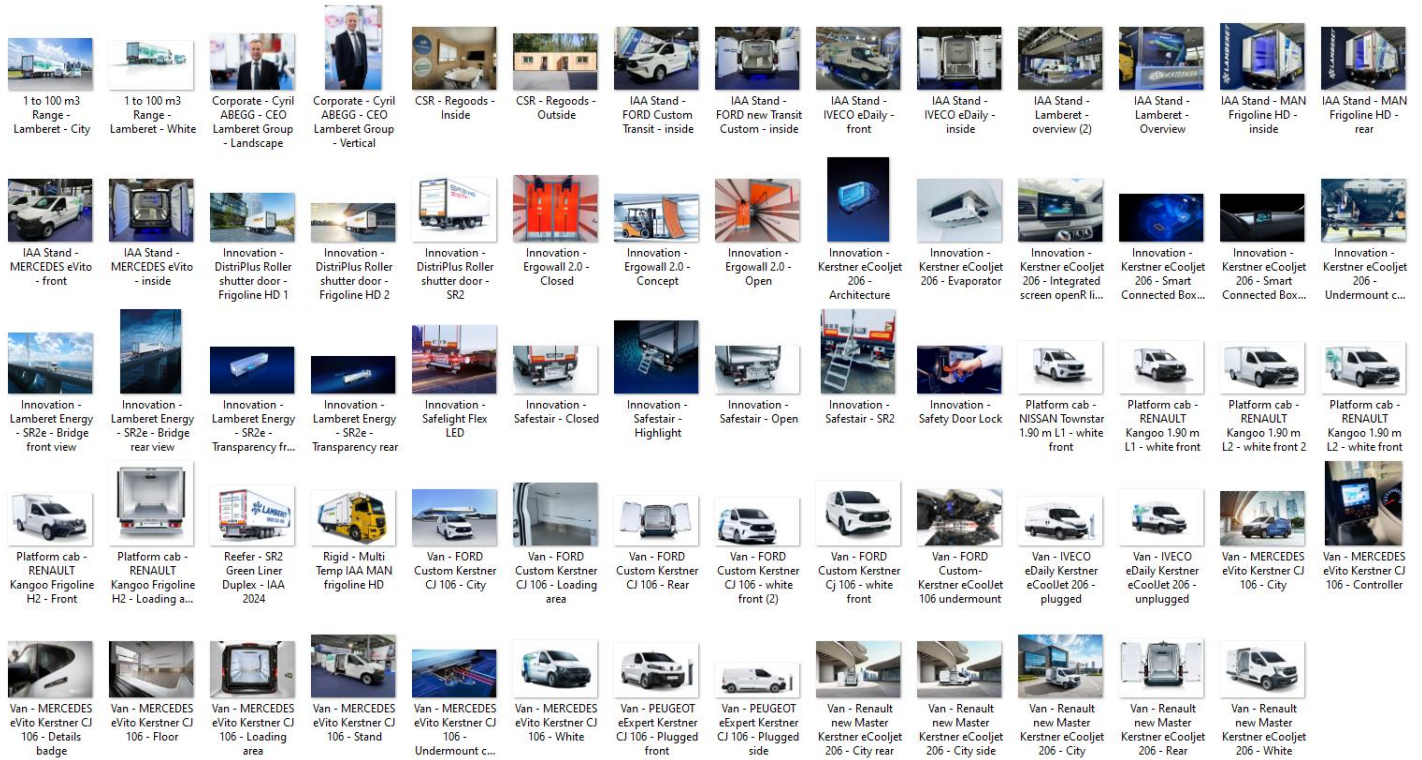 1 to 100 m3
Range -
Lamberet - City
1 to 100 m3
Range -
Lamberet - White
Corporate - Cyril
ABEGG - CEO
Lamberet Group
- Landscape
Corporate - Cyril
ABEGG - CEO
Lamberet Group
- Vertical
CSR - Regoods -
Inside
CSR - Regoods -
Outside
IAA Stand -
FORD Custom
Transit - inside
IAA Stand -
FORD new Transit
Custom - inside
IAA Stand -
IVECO eDaily -
front
IAA Stand -
IVECO eDaily -
inside
IAA Stand -
Lamberet -
overview (2)
LAMBERET
IAA Stand -
Lamberet -
Overview
LAMBERET
IAA Stand - MAN
Frigoline HD -
inside
LAMBERET
IAA Stand - MAN
Frigoline HD -
rear
IAA Stand -
MERCEDES eVito
- front
IAA Stand -
MERCEDES eVito
- inside
Innovation -
DistriPlus Roller
shutter door -
Frigoline HD 1
Innovation -
DistriPlus Roller
shutter door -
Frigoline HD 2
Innovation -
DistriPlus Roller
shutter door -
SR2
Innovation -
Ergowall 2.0 -
Closed
Innovation -
Ergowall 2.0 -
Concept
Innovation -
Ergowall 2.0 -
Open
Innovation -
Kerstner eCooljet
206 -
Architecture
Innovation -
Kerstner eCooljet
206 - Evaporator
Innovation -
Kerstner eCooljet
206 - Integrated
screen openR li...
Innovation -
Kerstner eCooljet
206 - Smart
Connected Box...
Innovation -
Kerstner eCooljet
206 - Smart
Connected Box...
Innovation -
Kerstner eCooljet
206 -
Undermount c...
Innovation -
Lamberet Energy
- SR2e - Bridge
front view
Innovation -
Lamberet Energy
- SR2e - Bridge
rear view
Innovation -
Lamberet Energy
- SR2e -
Transparency fr...
Innovation -
Lamberet Energy
- SR2e -
Transparency rear
Innovation -
Safelight Flex
LED
Innovation -
Safestair - Closed
Innovation -
Safestair -
Highlight
Innovation -
Safestair - Open
Innovation -
Safestair - SR2
Innovation -
Safety Door Lock
Platform cab -
NISSAN Townstar
1.90 m L1 - white
front
Platform cab -
RENAULT
Kangoo 1.90 m
L1 - white front
Platform cab -
RENAULT
Kangoo 1.90 m
L2 - white front 2
Platform cab -
RENAULT
Kangoo 1.90 m
L2 - white front
Platform cab -
RENAULT
Kangoo Frigoline
H2 - Front
Platform cab -
RENAULT
Kangoo Frigoline
H2 - Loading a...
LAMBERET
Reefer - SR2
Green Liner
Duplex - IAA
2024
Rigid - Multi
Temp IAA MAN
frigoline HD
Van - FORD
Custom Kerstner
CJ 106 - City
Van - FORD
Custom Kerstner
CJ 106 - Loading
area
Van - FORD
Custom Kerstner
CJ 106 - Rear
Van - FORD
Custom Kerstner
CJ 106 - white
front (2)
Van - FORD
Custom Kerstner
Cj 106 - white
front
Van - FORD
Custom-
Kerstner eCoolJet
106 undermount
Van - IVECO
eDaily Kerstner
eCoolJet 206 -
plugged
Van - IVECO
eDaily Kerstner
eCoolJet 206 -
unplugged
Van - MERCEDES
eVito Kerstner CJ
106 - City
Van - MERCEDES
eVito Kerstner CJ
106 - Controller
Van - MERCEDES
eVito Kerstner CJ
106 - Details
badge
Van - MERCEDES
eVito Kerstner CJ
106 - Floor
Van - MERCEDES
eVito Kerstner CJ
106 - Loading
area
Van - MERCEDES
eVito Kerstner CJ
106 - Stand
Van - MERCEDES
eVito Kerstner CJ
106 -
Undermount c...
Van - MERCEDES
eVito Kerstner CJ
106 - White
Van - PEUGEOT
eExpert Kerstner
CJ 106 - Plugged
front
Van - PEUGEOT
eExpert Kerstner
CJ 106 - Plugged
side
Van - Renault
new Master
Kerstner eCooljet
206 - City rear
Van - Renault
new Master
Kerstner eCooljet
206 - City side
Van - Renault
new Master
Kerstner eCooljet
206 - City
Van - Renault
new Master
Kerstner eCooljet
206 - Rear
Van - Renault
new Master
Kerstner eCooljet
206 - White